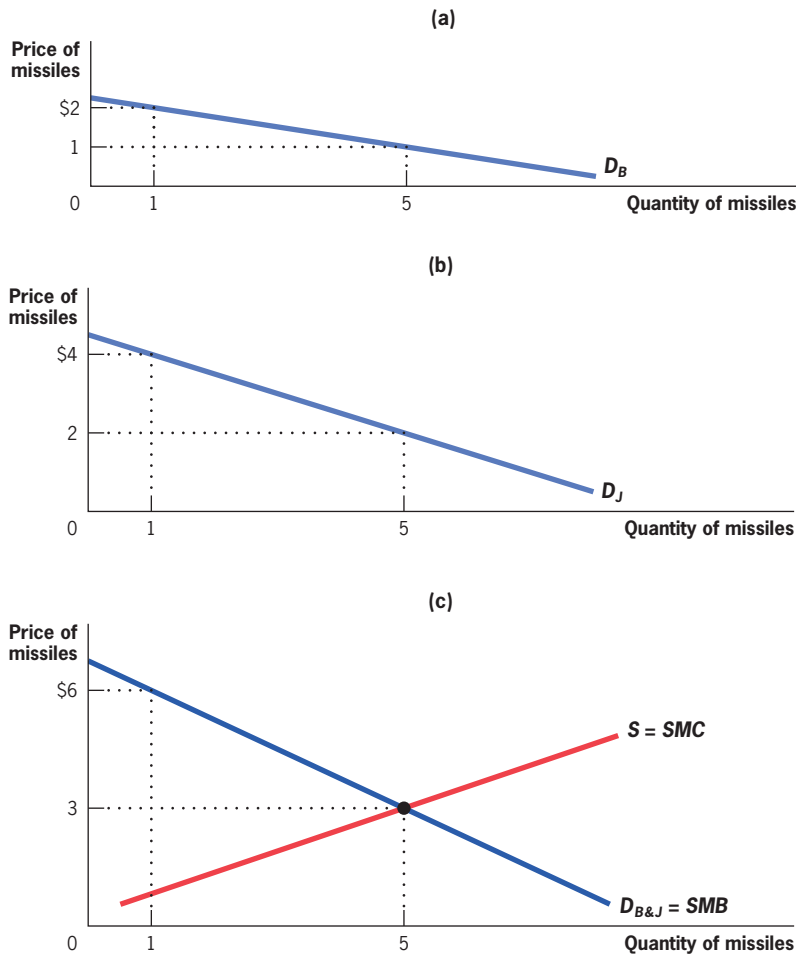 (a)
Price of
missiles
$2
1
D_B
0
1
5
Quantity of missiles
(b)
Price of
missiles
$4
2
D_J
0
1
5
Quantity of missiles
(c)
Price of
missiles
$6
S = SMC
3
D_B&J = SMB
0
1
5
Quantity of missiles